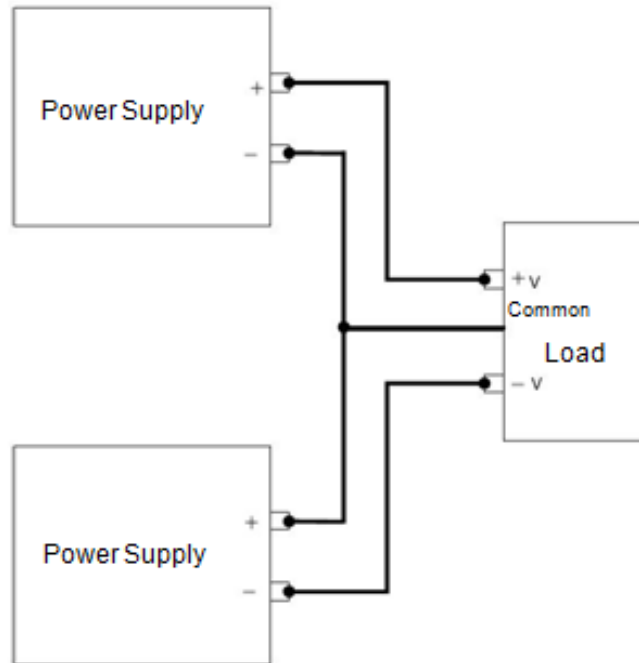 +
Power Supply
−
+ v
Common
Load
− v
+
Power Supply
−